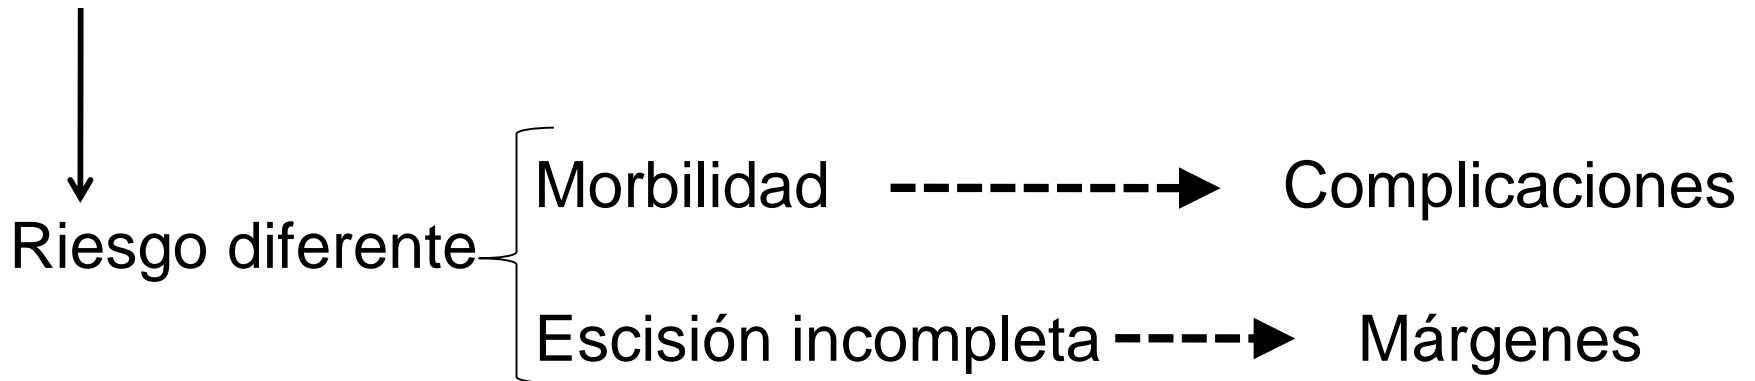 Riesgo diferente
Morbilidad Complicaciones
Escisión incompleta Márgenes